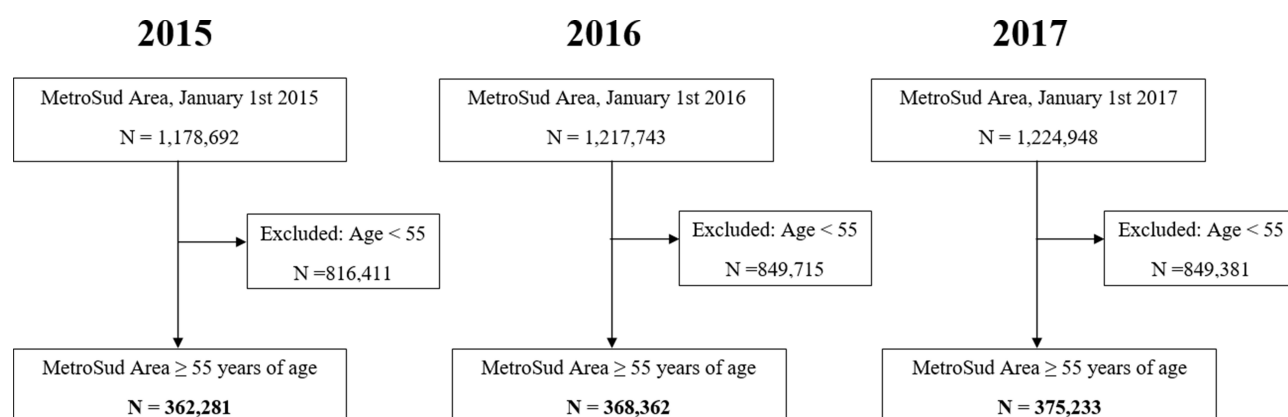 2015
MetroSud Area, January 1st 2015
N = 1,178,692
Excluded: Age < 55
N =816,411
MetroSud Area ≥ 55 years of age
N = 362,281
2016
MetroSud Area, January 1st 2016
N = 1,217,743
Excluded: Age < 55
N =849,715
MetroSud Area ≥ 55 years of age
N = 368,362
2017
MetroSud Area, January 1st 2017
N = 1,224,948
Excluded: Age < 55
N =849,381
MetroSud Area ≥ 55 years of age
N = 375,233